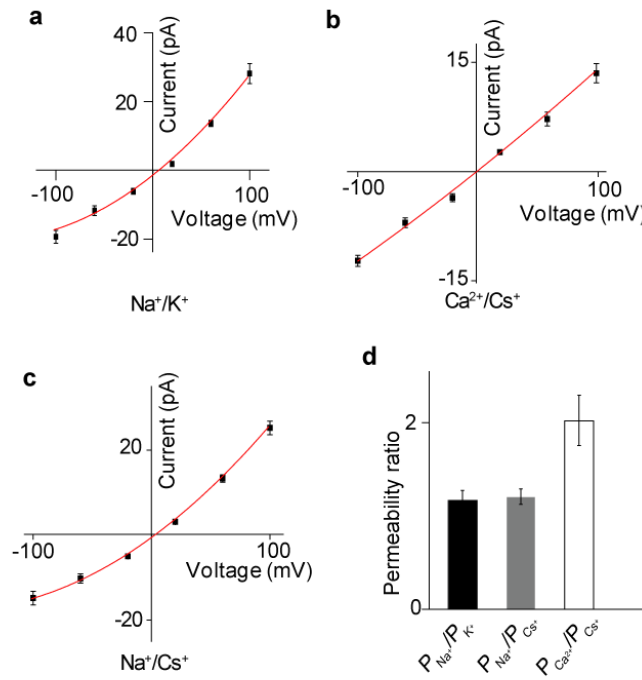 a
40
20
-20
-100
100
Current (pA)
Voltage (mV)
Na⁺/K⁺
b
15
-15
-100
100
Current (pA)
Voltage (mV)
Ca²⁺/Cs⁺
c
20
-20
-100
100
Current (pA)
Voltage (mV)
Na⁺/Cs⁺
d
2
0
Permeability ratio
P Na⁺/P K⁺
P Na⁺/P Cs⁺
P Ca²⁺/P Cs⁺